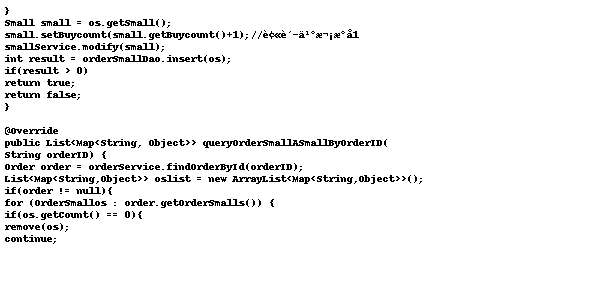 }
Small small = os.getSmall();
small.setBuycount(small.getBuycount()+1);//è¢«è´-ä¹°æ¬¡æ°å1
smallService.modify(small);
int result = orderSmallDao.insert(os);
if(result > 0)
return true;
return false;
}
@Override
public List<Map<String, Object>> queryOrderSmallASmallByOrderID(
String orderID) {
Order order = orderService.findOrderById(orderID);
List<Map<String,Object>> oslist = new ArrayList<Map<String,Object>>();
if(order != null){
for (OrderSmallos : order.getOrderSmalls()) {
if(os.getCount() == 0){
remove(os);
continue;